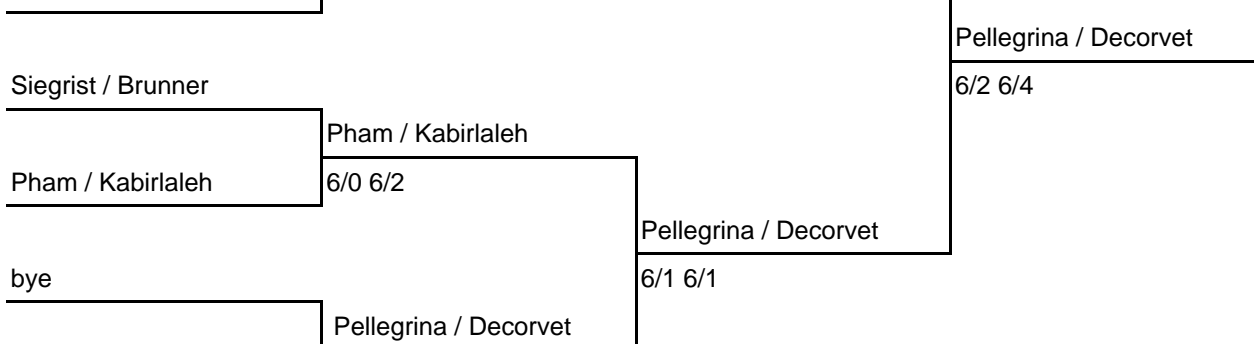 Pellegrina / Decorvet
Siegrist / Brunner
6/2 6/4
Pham / Kabirlaleh
Pham / Kabirlaleh
6/0 6/2
Pellegrina / Decorvet
bye
6/1 6/1
Pellegrina / Decorvet